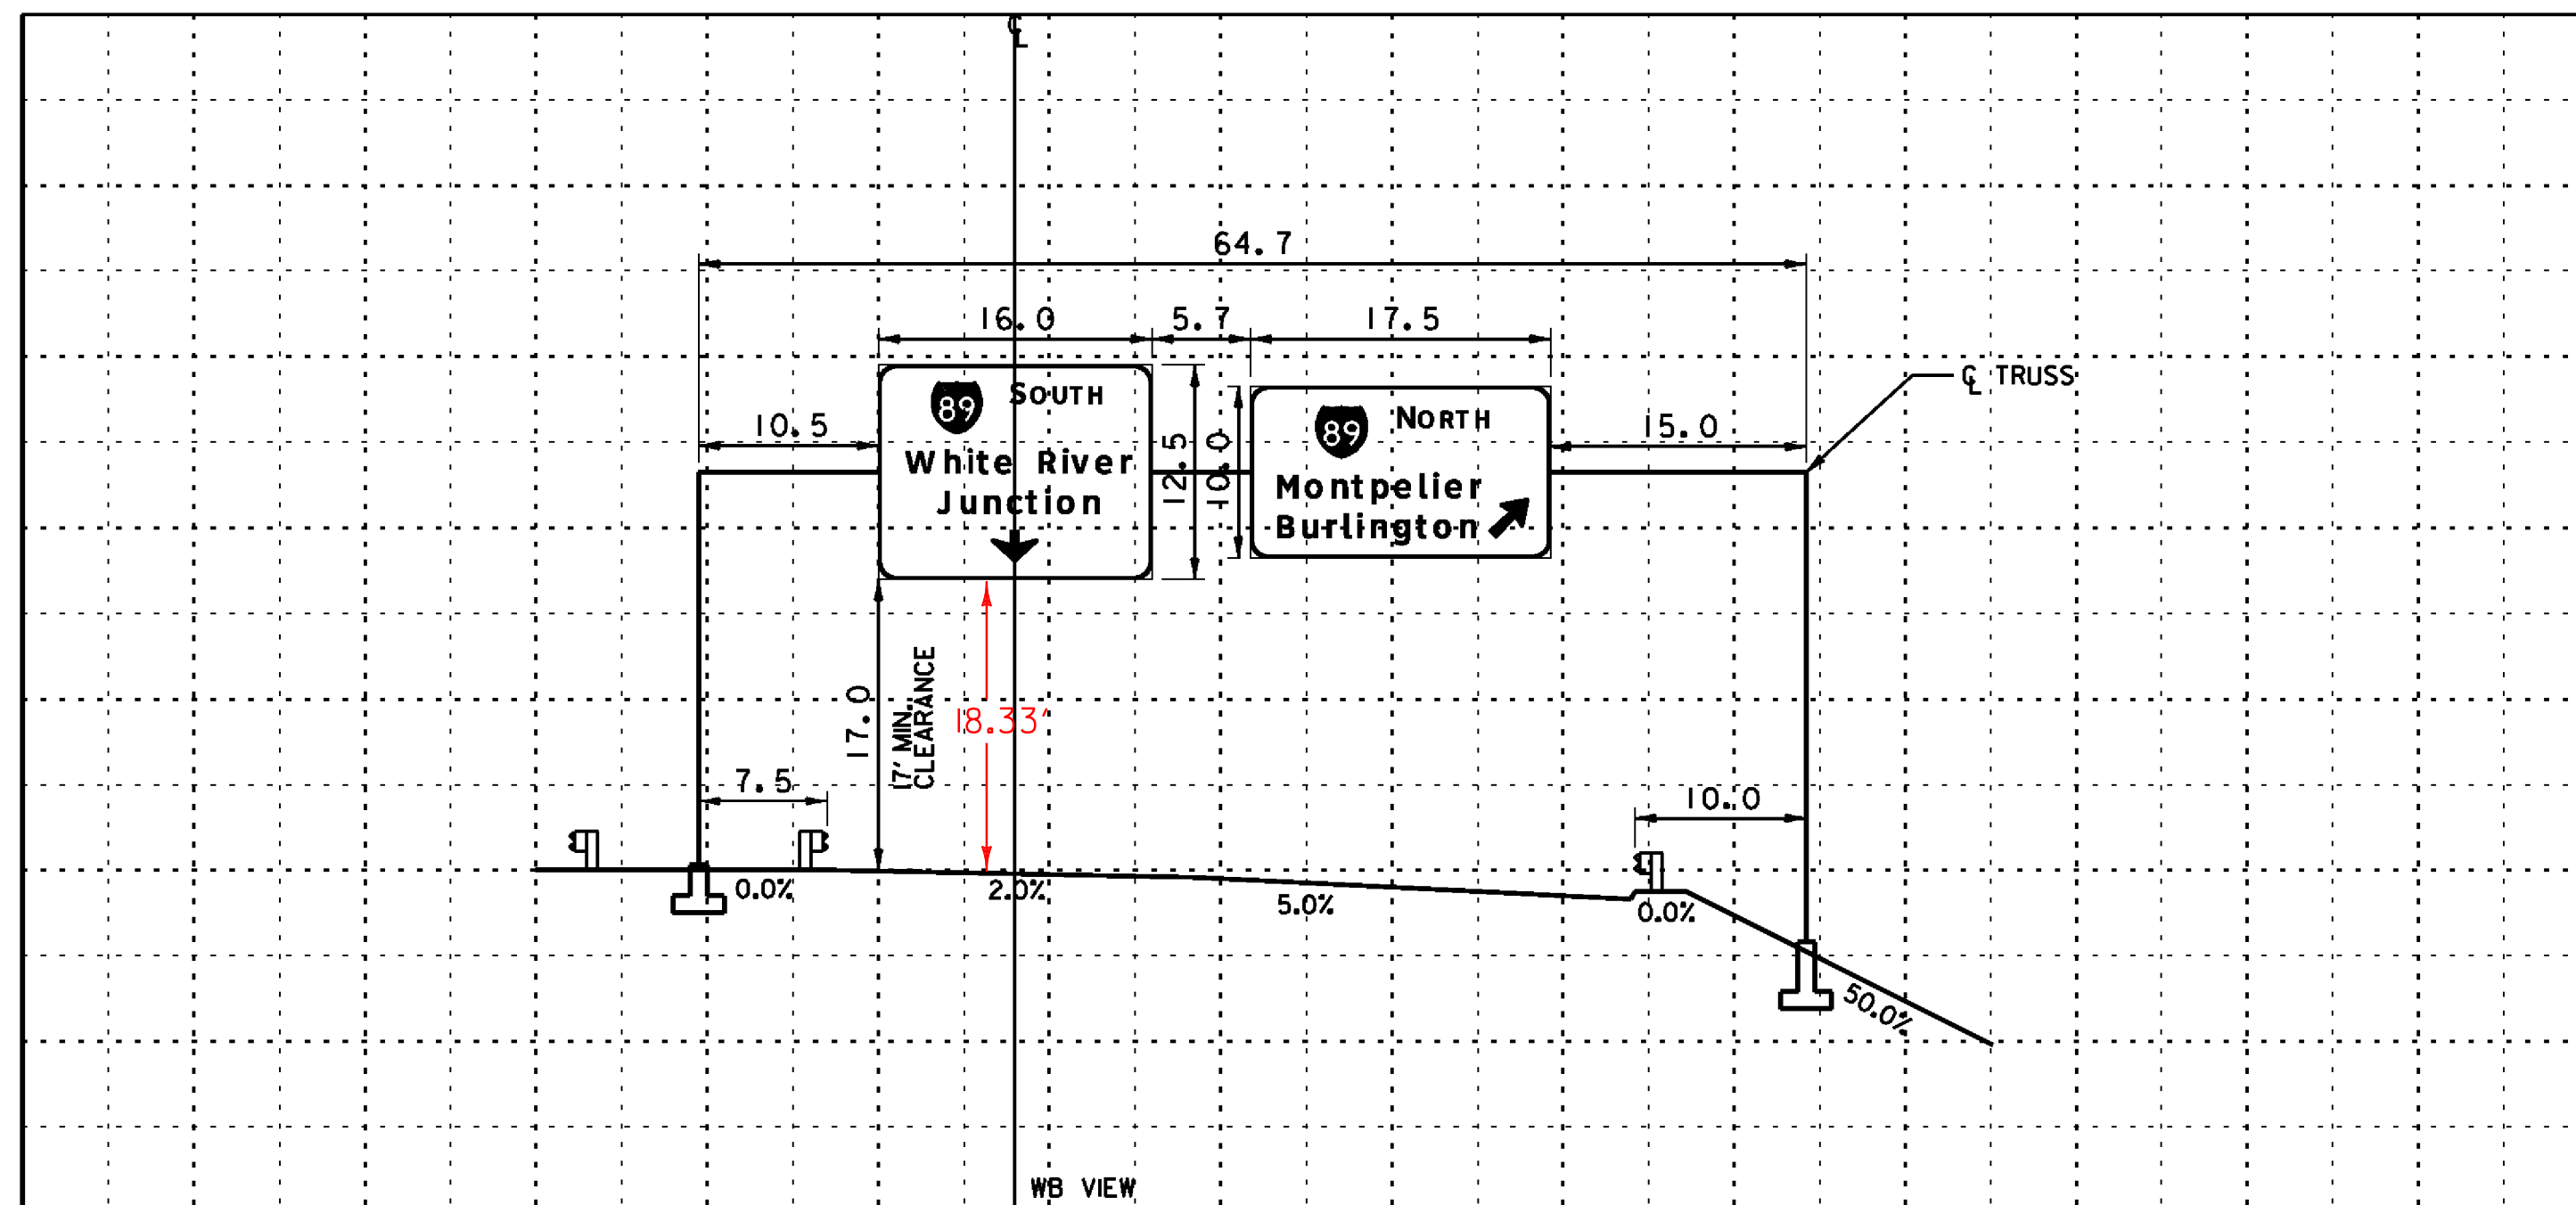 CL
64.7
16.0
5.7
17.5
CL TRUSS
89 SOUTH
White River
Junction
89 NORTH
Montpelier
Burlington
10.5
12.5
10.0
15.0
17.0
17' MIN.
CLEARANCE
18.33'
7.5
10.0
0.0%
2.0%
5.0%
0.0%
50.0%
WB VIEW